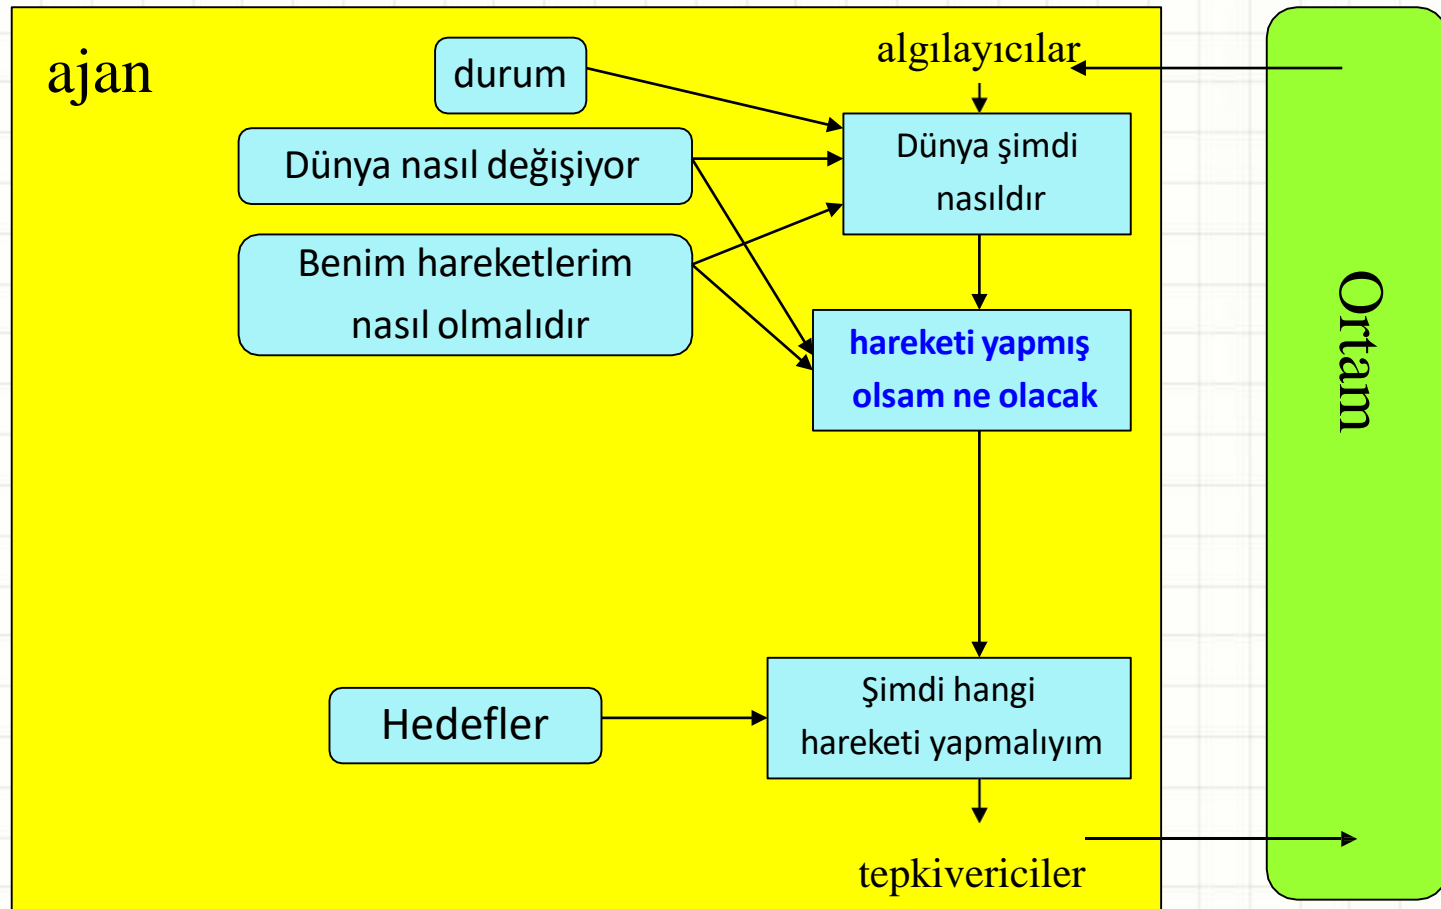 ajan
durum
algılayıcılar
Dünya nasıl değişiyor
Dünya şimdi
nasıldır
Benim hareketlerim
nasıl olmalıdır
hareketi yapmış
olsam ne olacak
Ortam
Hedefler
Şimdi hangi
hareketi yapmalıyım
tepkivericiler